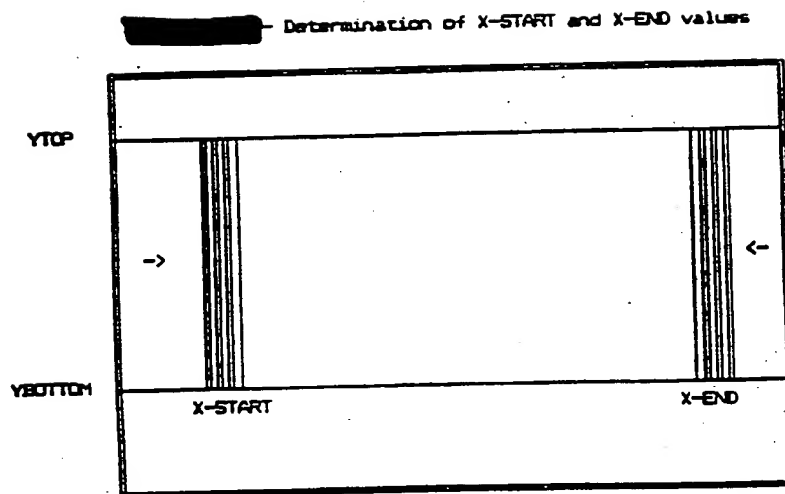 - Determination of X-START and X-END values
YTOP
-> <-
YBOTTOM
X-START X-END